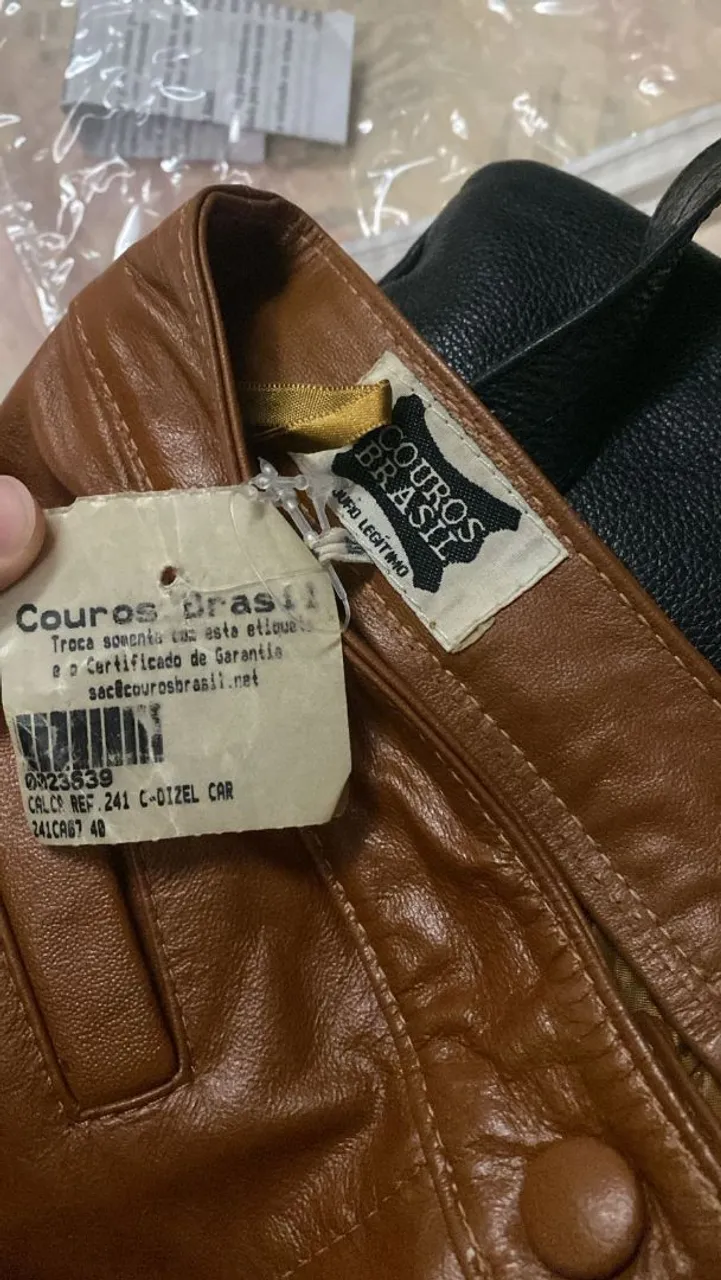 COUROS
BRASIL
COURO LEGÍTIMO
Couros Brasil
Troca somente com esta etiqueta
e o Certificado de Garantia
sac@courosbrasil.net
0023639
CALCA REF.241 C-DIZEL CAR
241CA67 40